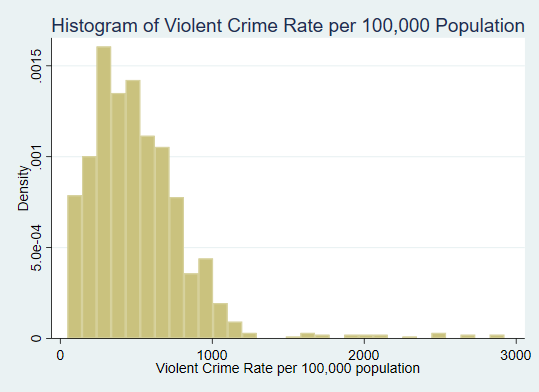 Histogram of Violent Crime Rate per 100,000 Population
.0015
.001
5.0e-04
0
Density
0 1000 2000 3000
Violent Crime Rate per 100,000 population